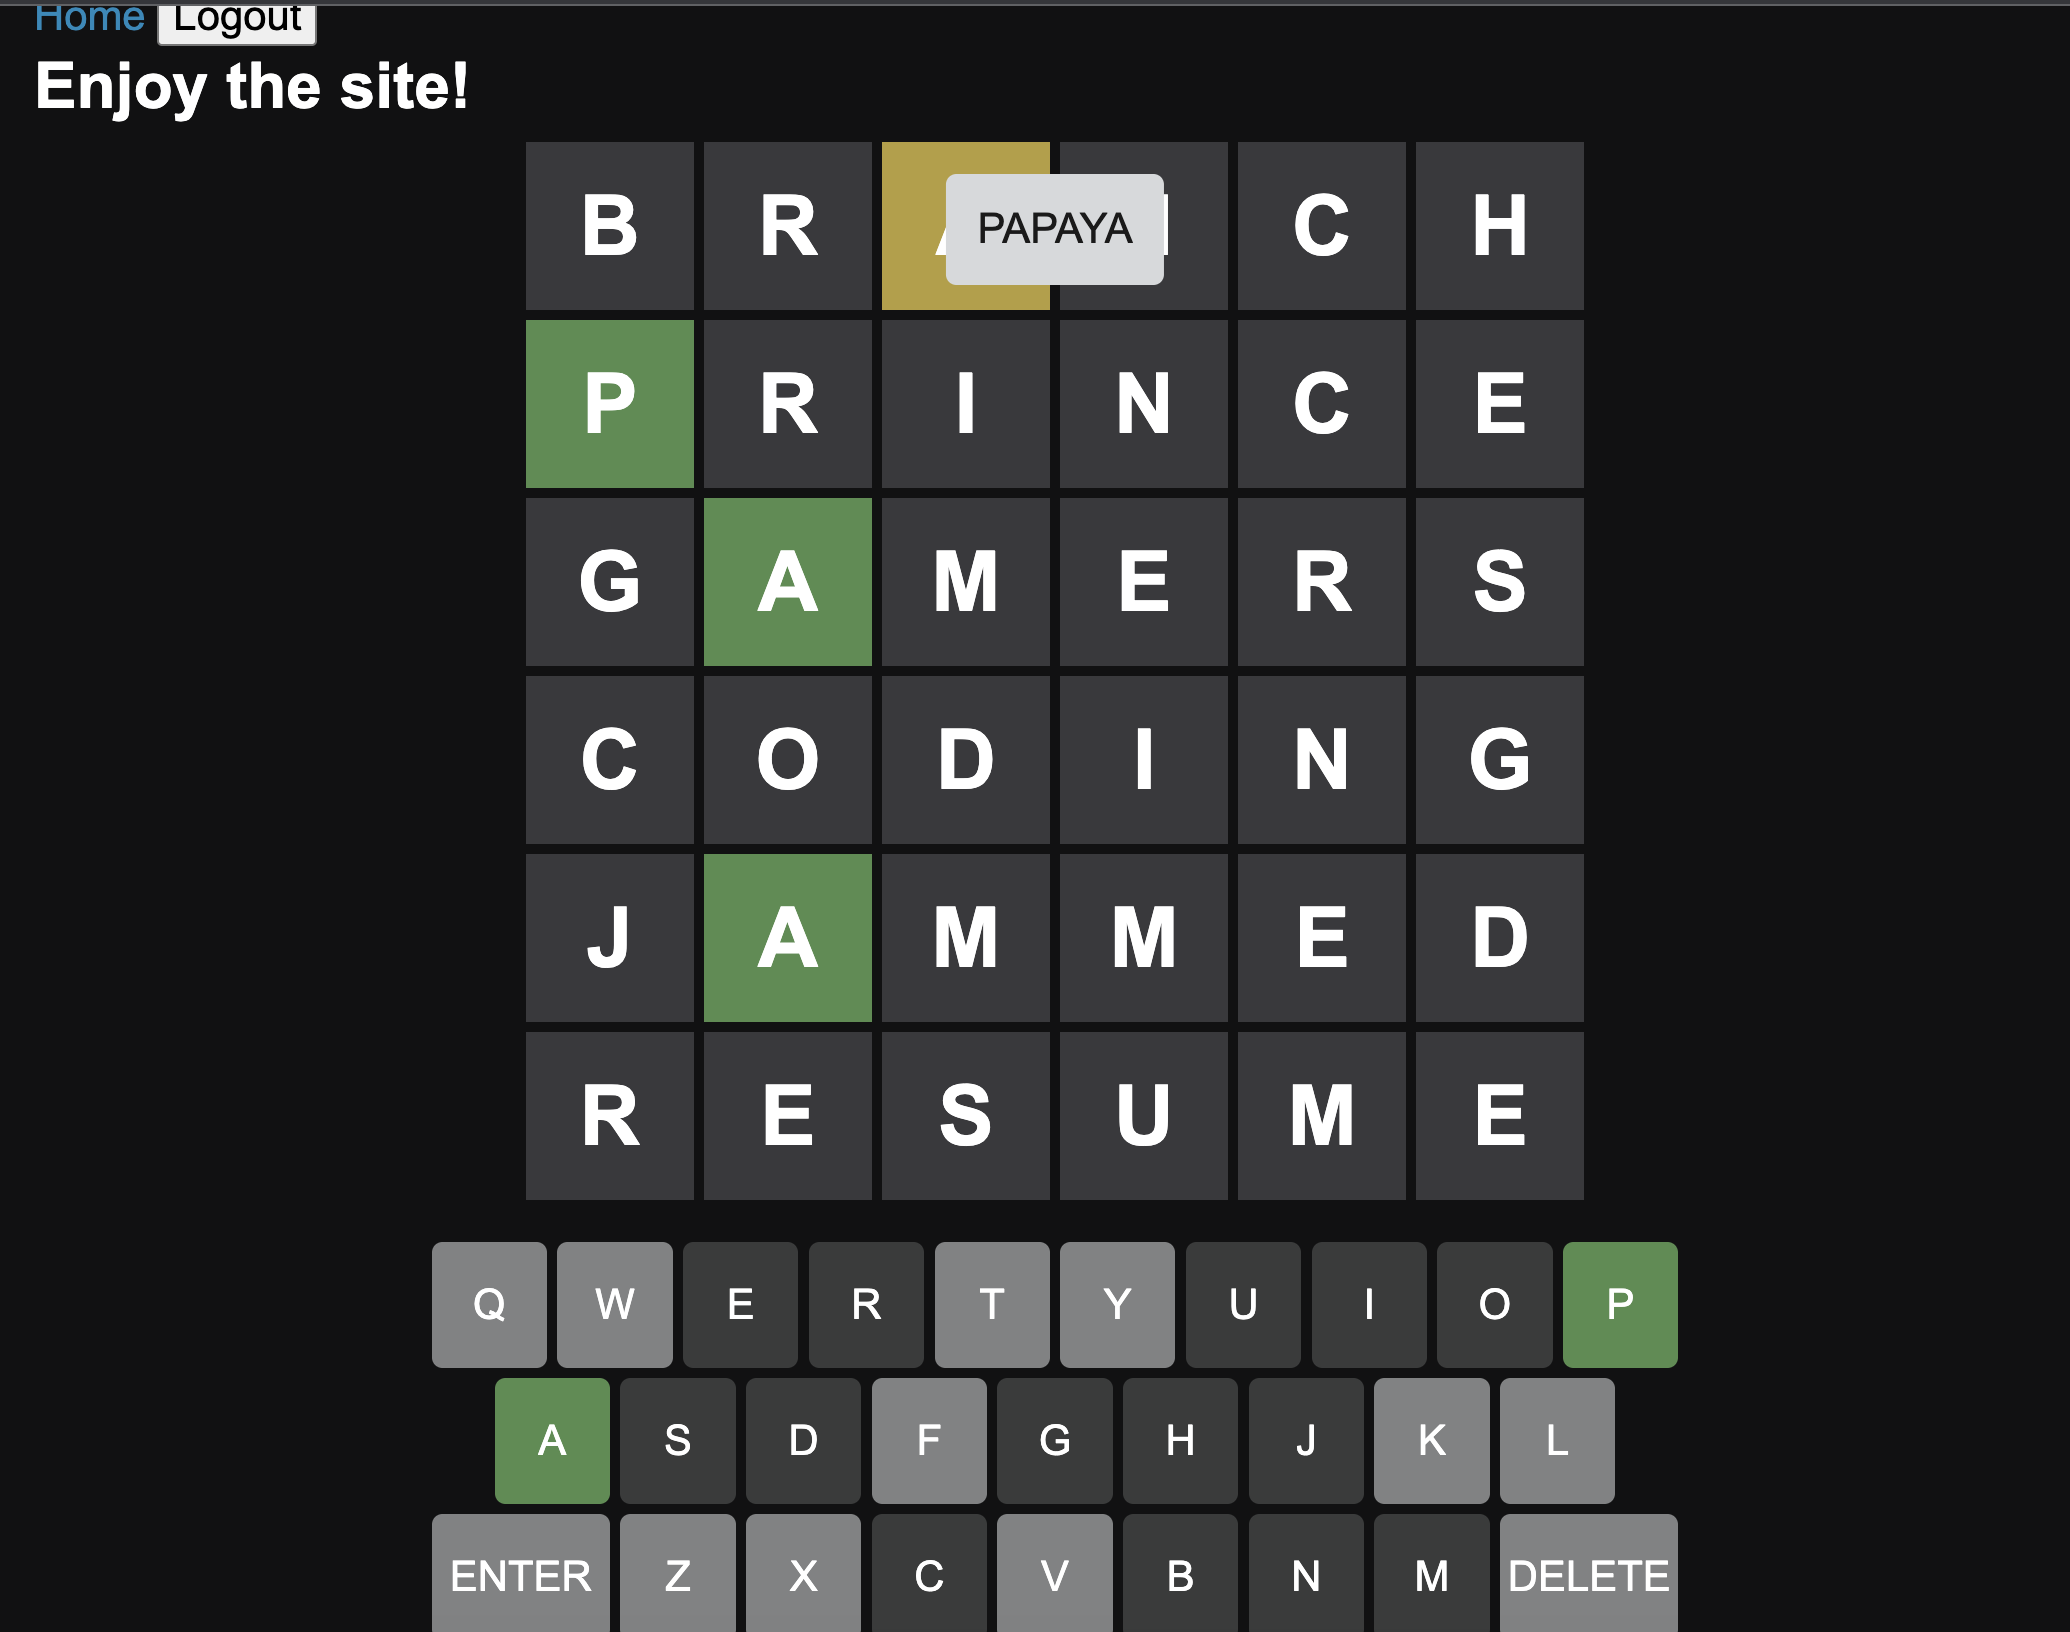 Home Logout
Enjoy the site!
B R A C H
PAPAYA
P R I N C E
G A M E R S
C O D I N G
J A M M E D
R E S U M E
Q W E R T Y U I O P
A S D F G H J K L
ENTER Z X C V B N M DELETE